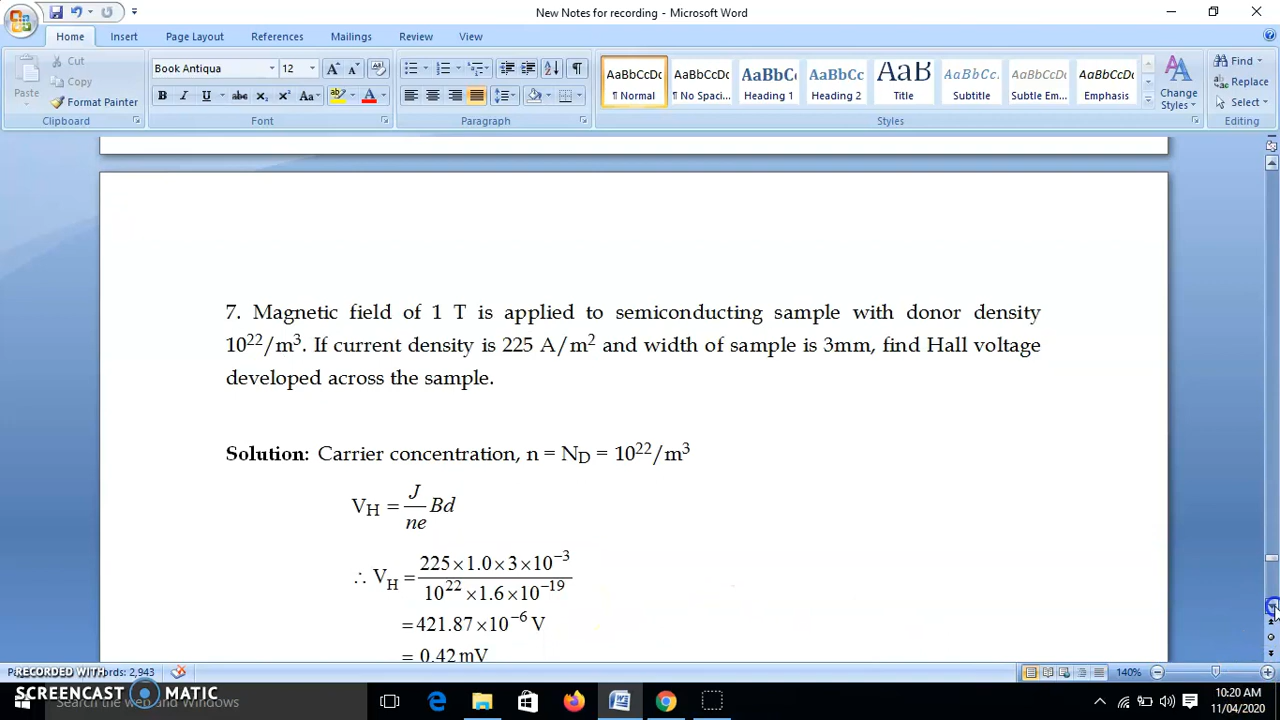 New Notes for recording - Microsoft Word
Home Insert Page Layout References Mailings Review View
Paste Cut Copy Format Painter
Clipboard
Book Antiqua 12
Font
Paragraph
AaBbCcDc AaBbCcDc AaBbCc AaBbCc AaB AaBbCcL AaBbCcDc AaBbCcDc
¶ Normal ¶ No Spaci... Heading 1 Heading 2 Title Subtitle Subtle Em... Emphasis
Change Styles
Styles
Find Replace Select
Editing
7. Magnetic field of 1 T is applied to semiconducting sample with donor density
10²²/m³. If current density is 225 A/m² and width of sample is 3mm, find Hall voltage
developed across the sample.
Solution: Carrier concentration, n = N_D = 10²²/m³
V_H = J/ne Bd
∴ V_H = 225×1.0×3×10⁻³ / 10²²×1.6×10⁻¹⁹
= 421.87×10⁻⁶ V
= 0.42 mV
2,943
140%
RECORDED WITH
SCREENCAST MATIC
Search the web and Windows
10:20 AM
11/04/2020